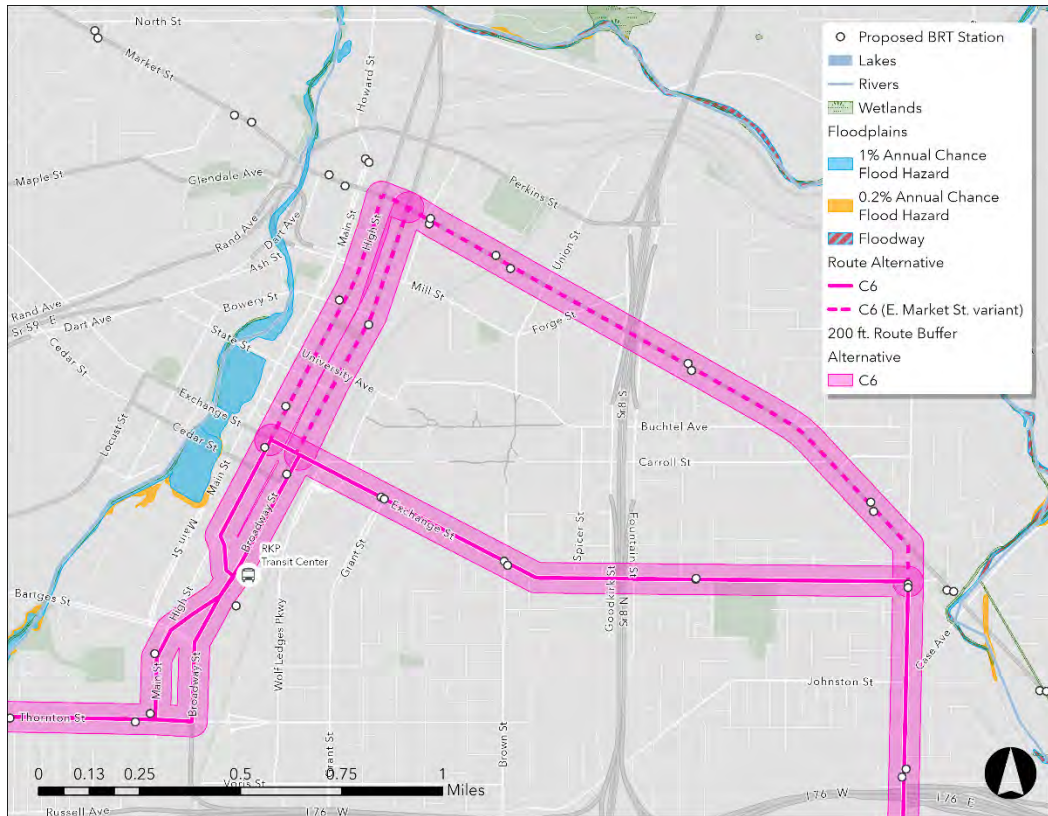 North St
Market St
Howard St
Maple St
Glendale Ave
Perkins St
Rand Ave
Dart Ave
Ash St
Main St
High St
Union St
Mill St
Forge St
Bowery St
Rand Ave
Sr 59 E
Dart Ave
State St
Cedar St
University Ave
Exchange St
Cedar St
Locust St
Main St
S 8 N
Buchtel Ave
Carroll St
Main St
Broadway St
Exchange St
Grant St
Spicer St
Fountain St
RKP
Transit Center
Bartges St
High St
Goodkirk St
N 8 S
Wolf Ledges Pkwy
Case Ave
Main St
Broadway St
Johnston St
Thornton St
Grant St
Brown St
Voris St
Russell Ave
I 76 W
I 76 W
I 76 E
0 0.13 0.25 0.5 0.75 1
Miles
Proposed BRT Station
Lakes
Rivers
Wetlands
Floodplains
1% Annual Chance
Flood Hazard
0.2% Annual Chance
Flood Hazard
Floodway
Route Alternative
C6
C6 (E. Market St. variant)
200 ft. Route Buffer
Alternative
C6